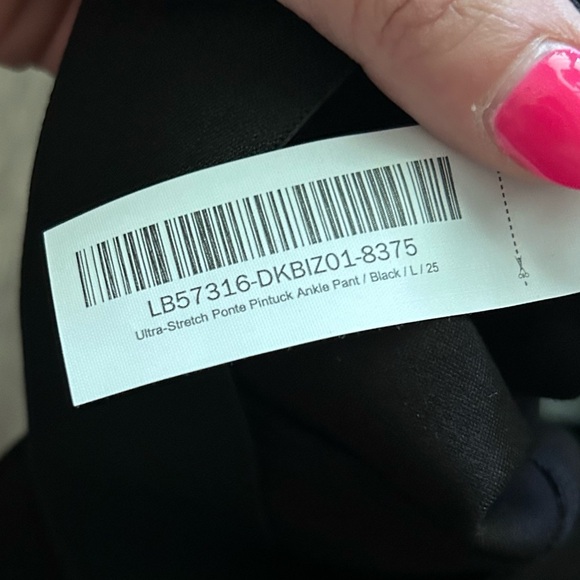 LB57316-DKBIZ01-8375
Ultra-Stretch Ponte Pintuck Ankle Pant / Black / L / 25